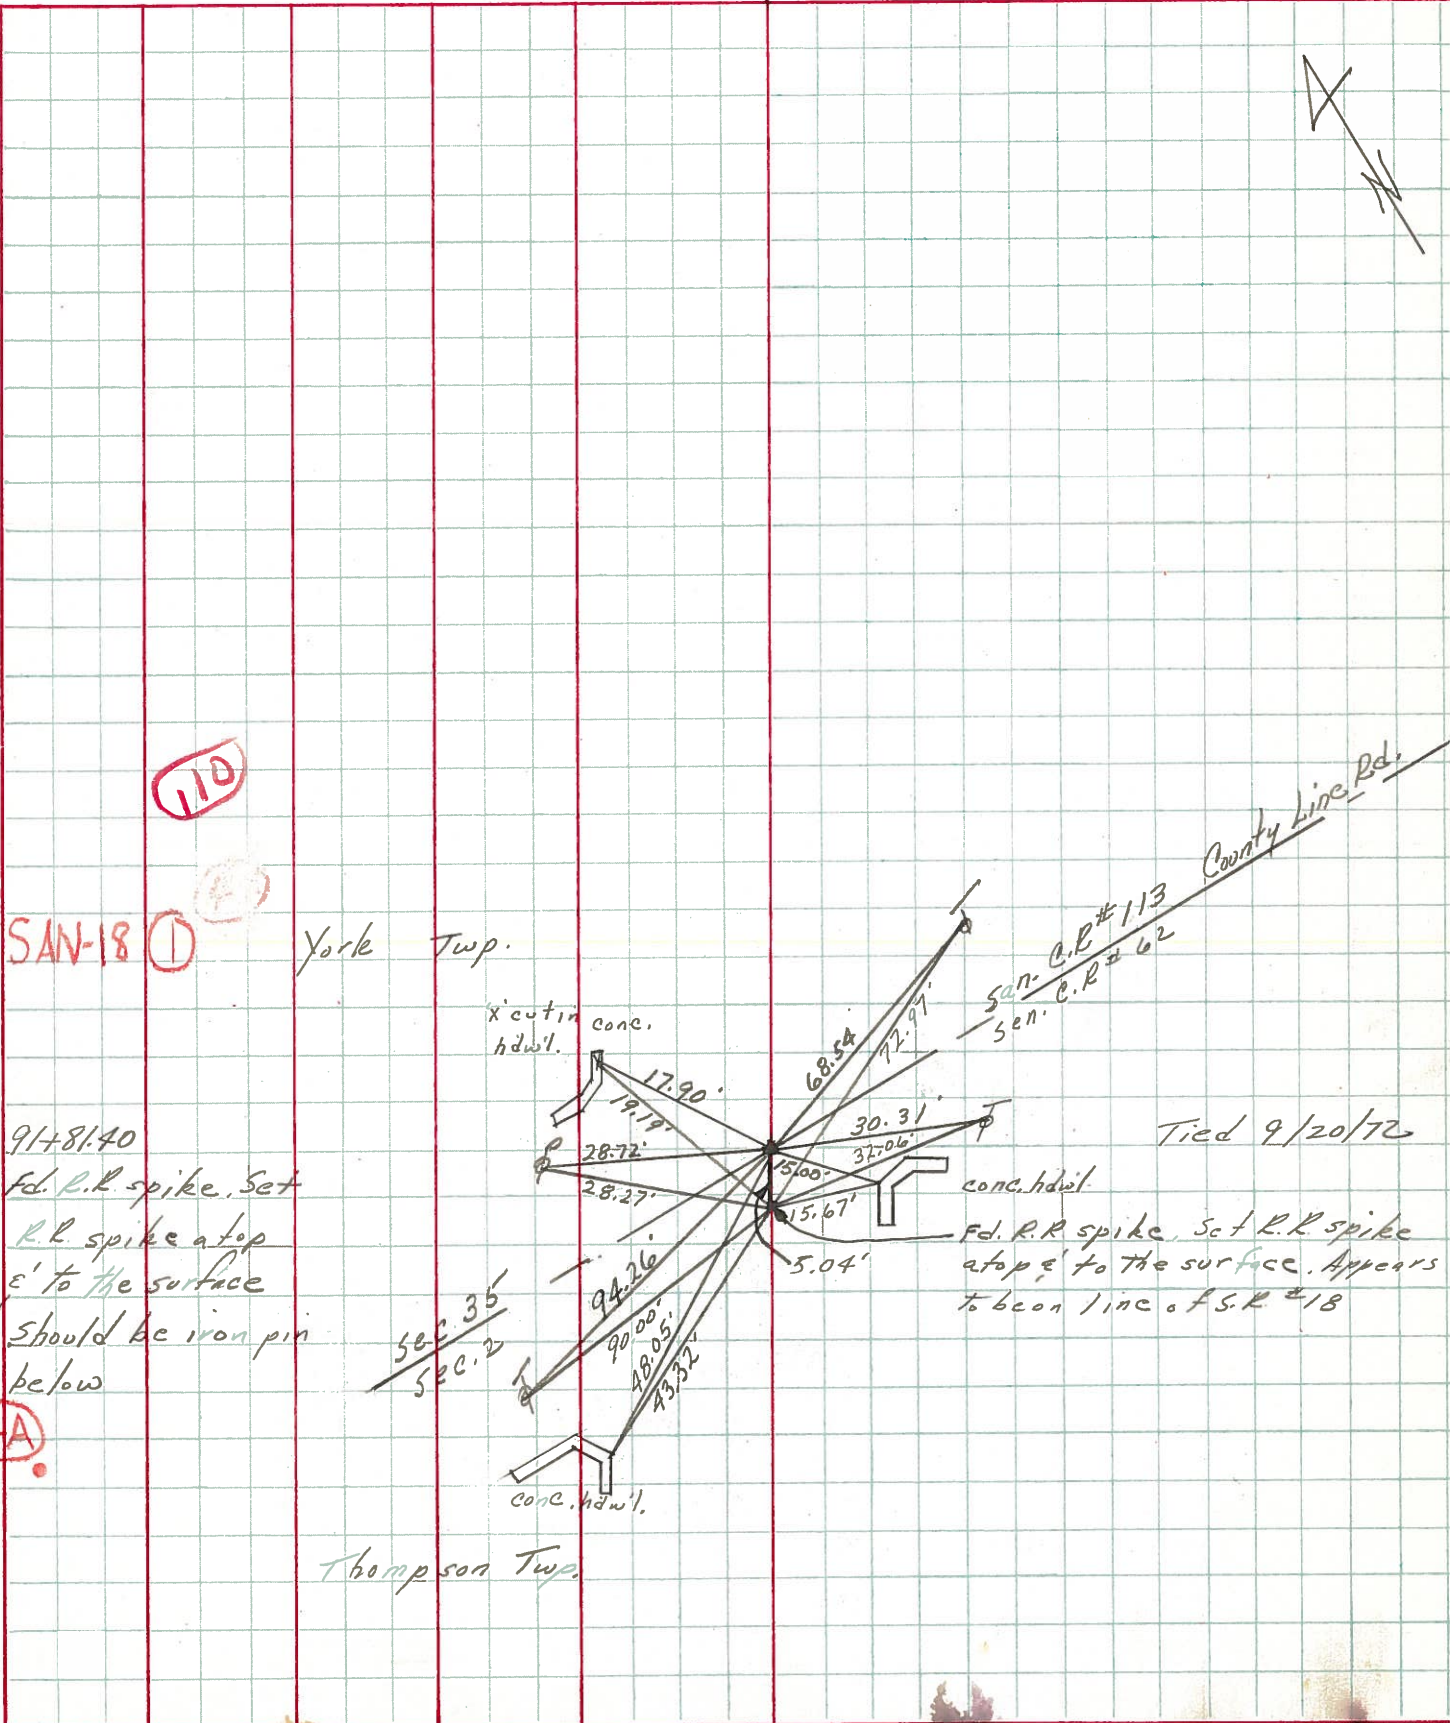 N
110
SAN-18 1
York Twp.
County Line Rd.
San. C.R # 113
Sen. C.R # 62
'x' cut in conc.
hdwl.
68.54'
72.97'
17.90'
19.19'
30.31'
32.06'
28.72'
28.27'
15.00'
15.67'
5.04'
94.26'
90.00'
48.05'
43.32'
91+81.40
Fd. R.R spike. Set
R.R. spike atop
&' to the surface
should be iron pin
below
A
Tied 9/20/72
conc. hdwl.
Fd. R.R spike. Set R.R spike
atop & to the surface. Appears
to be on line of S.R #18
Sec 35
Sec. 2
conc. hdw'l.
Thompson Twp.